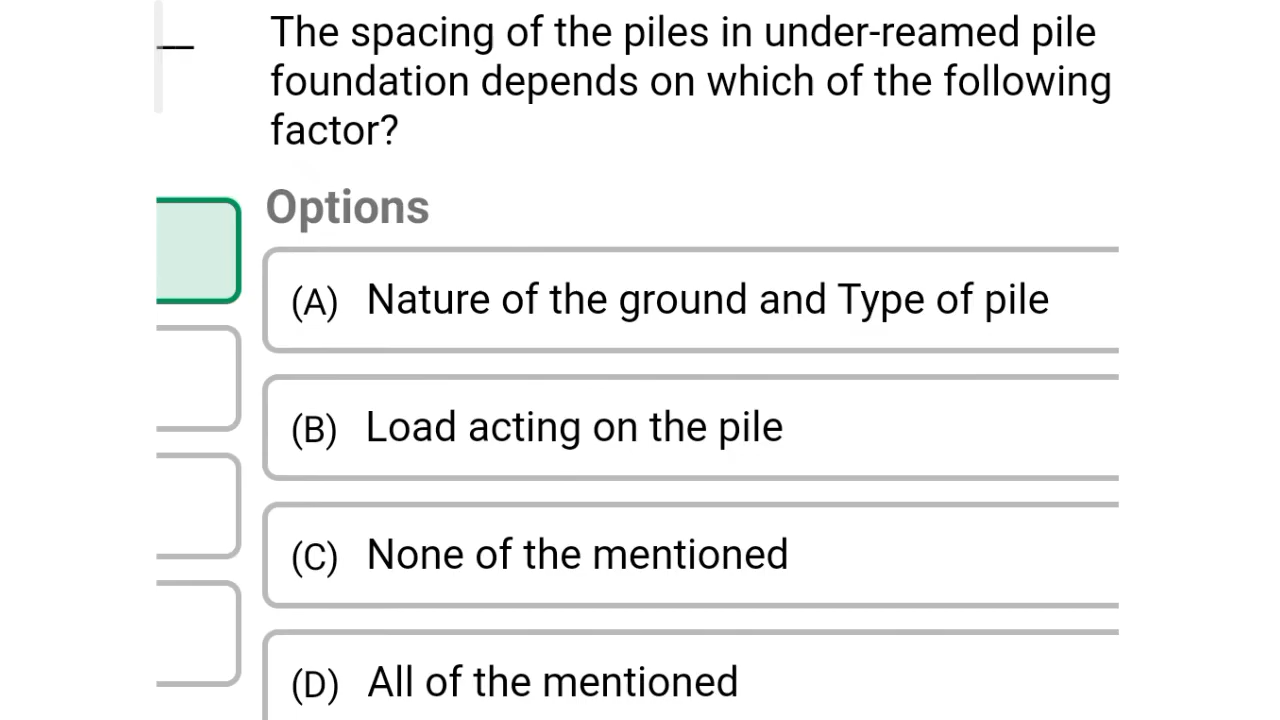 The spacing of the piles in under-reamed pile
foundation depends on which of the following
factor?
Options
(A) Nature of the ground and Type of pile
(B) Load acting on the pile
(C) None of the mentioned
(D) All of the mentioned